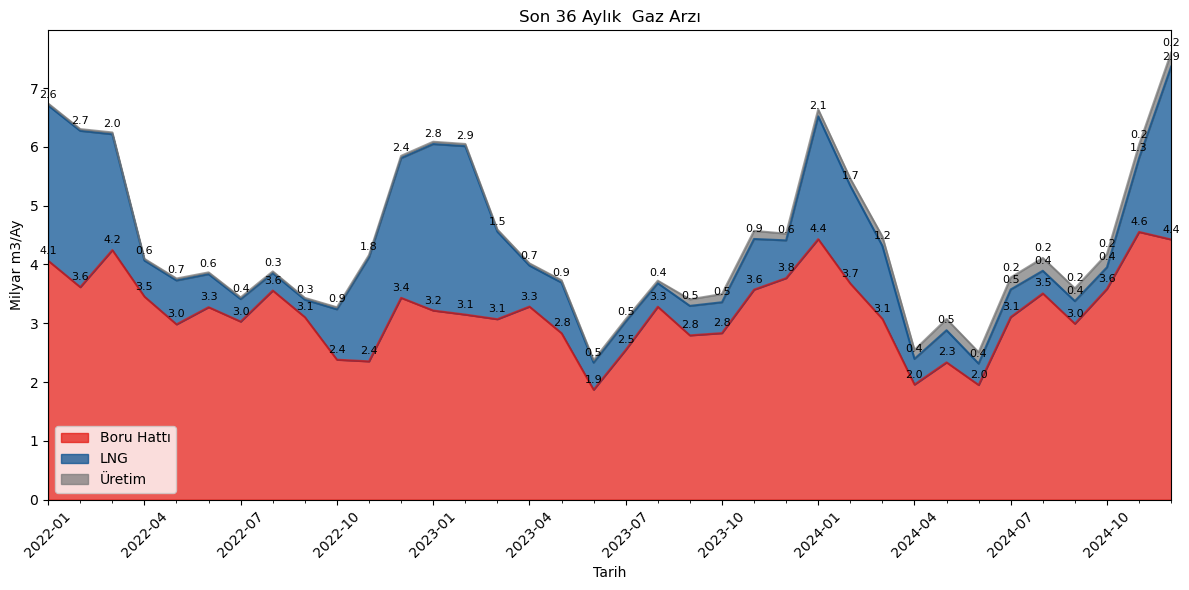 Son 36 Aylık  Gaz Arzı
Milyar m3/Ay
7
6
5
4
3
2
1
0
2.6 2.7 2.0 0.6 0.7 0.6 0.4 0.3 0.3 0.9 1.8 2.4 2.8 2.9 1.5 0.7 0.9 0.5 0.5 0.4 0.5 0.5 0.9 0.6 2.1 1.7 1.2 0.4 0.5 0.4 0.5 0.4 0.4 0.4 1.3 2.9
4.1 3.6 4.2 3.5 3.0 3.3 3.0 3.6 3.1 2.4 2.4 3.4 3.2 3.1 3.1 3.3 2.8 1.9 2.5 3.3 2.8 2.8 3.6 3.8 4.4 3.7 3.1 2.0 2.3 2.0 3.1 3.5 3.0 3.6 4.6 4.4
0.2 0.2 0.2 0.2 0.2 0.2
Boru Hattı
LNG
Üretim
2022-01 2022-04 2022-07 2022-10 2023-01 2023-04 2023-07 2023-10 2024-01 2024-04 2024-07 2024-10
Tarih